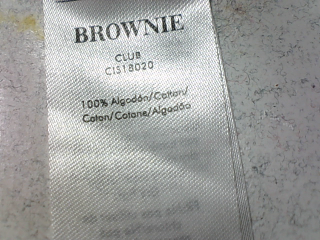 BROWNIE
CLUB
CIS18020
100% Algodón/Cotton/
Coton/Cotone/Algodão